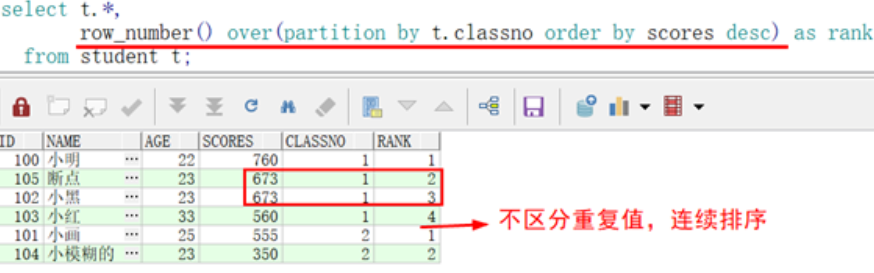 select t.*,
row_number() over(partition by t.classno order by scores desc) as rank
from student t;
ID NAME AGE SCORES CLASSNO RANK
100 小明 ... 22 760 1 1
105 断点 ... 23 673 1 2
102 小黑 ... 23 673 1 3
103 小红 ... 33 560 1 4
不区分重复值，连续排序
101 小画 ... 25 555 2 1
104 小模糊的 ... 23 350 2 2